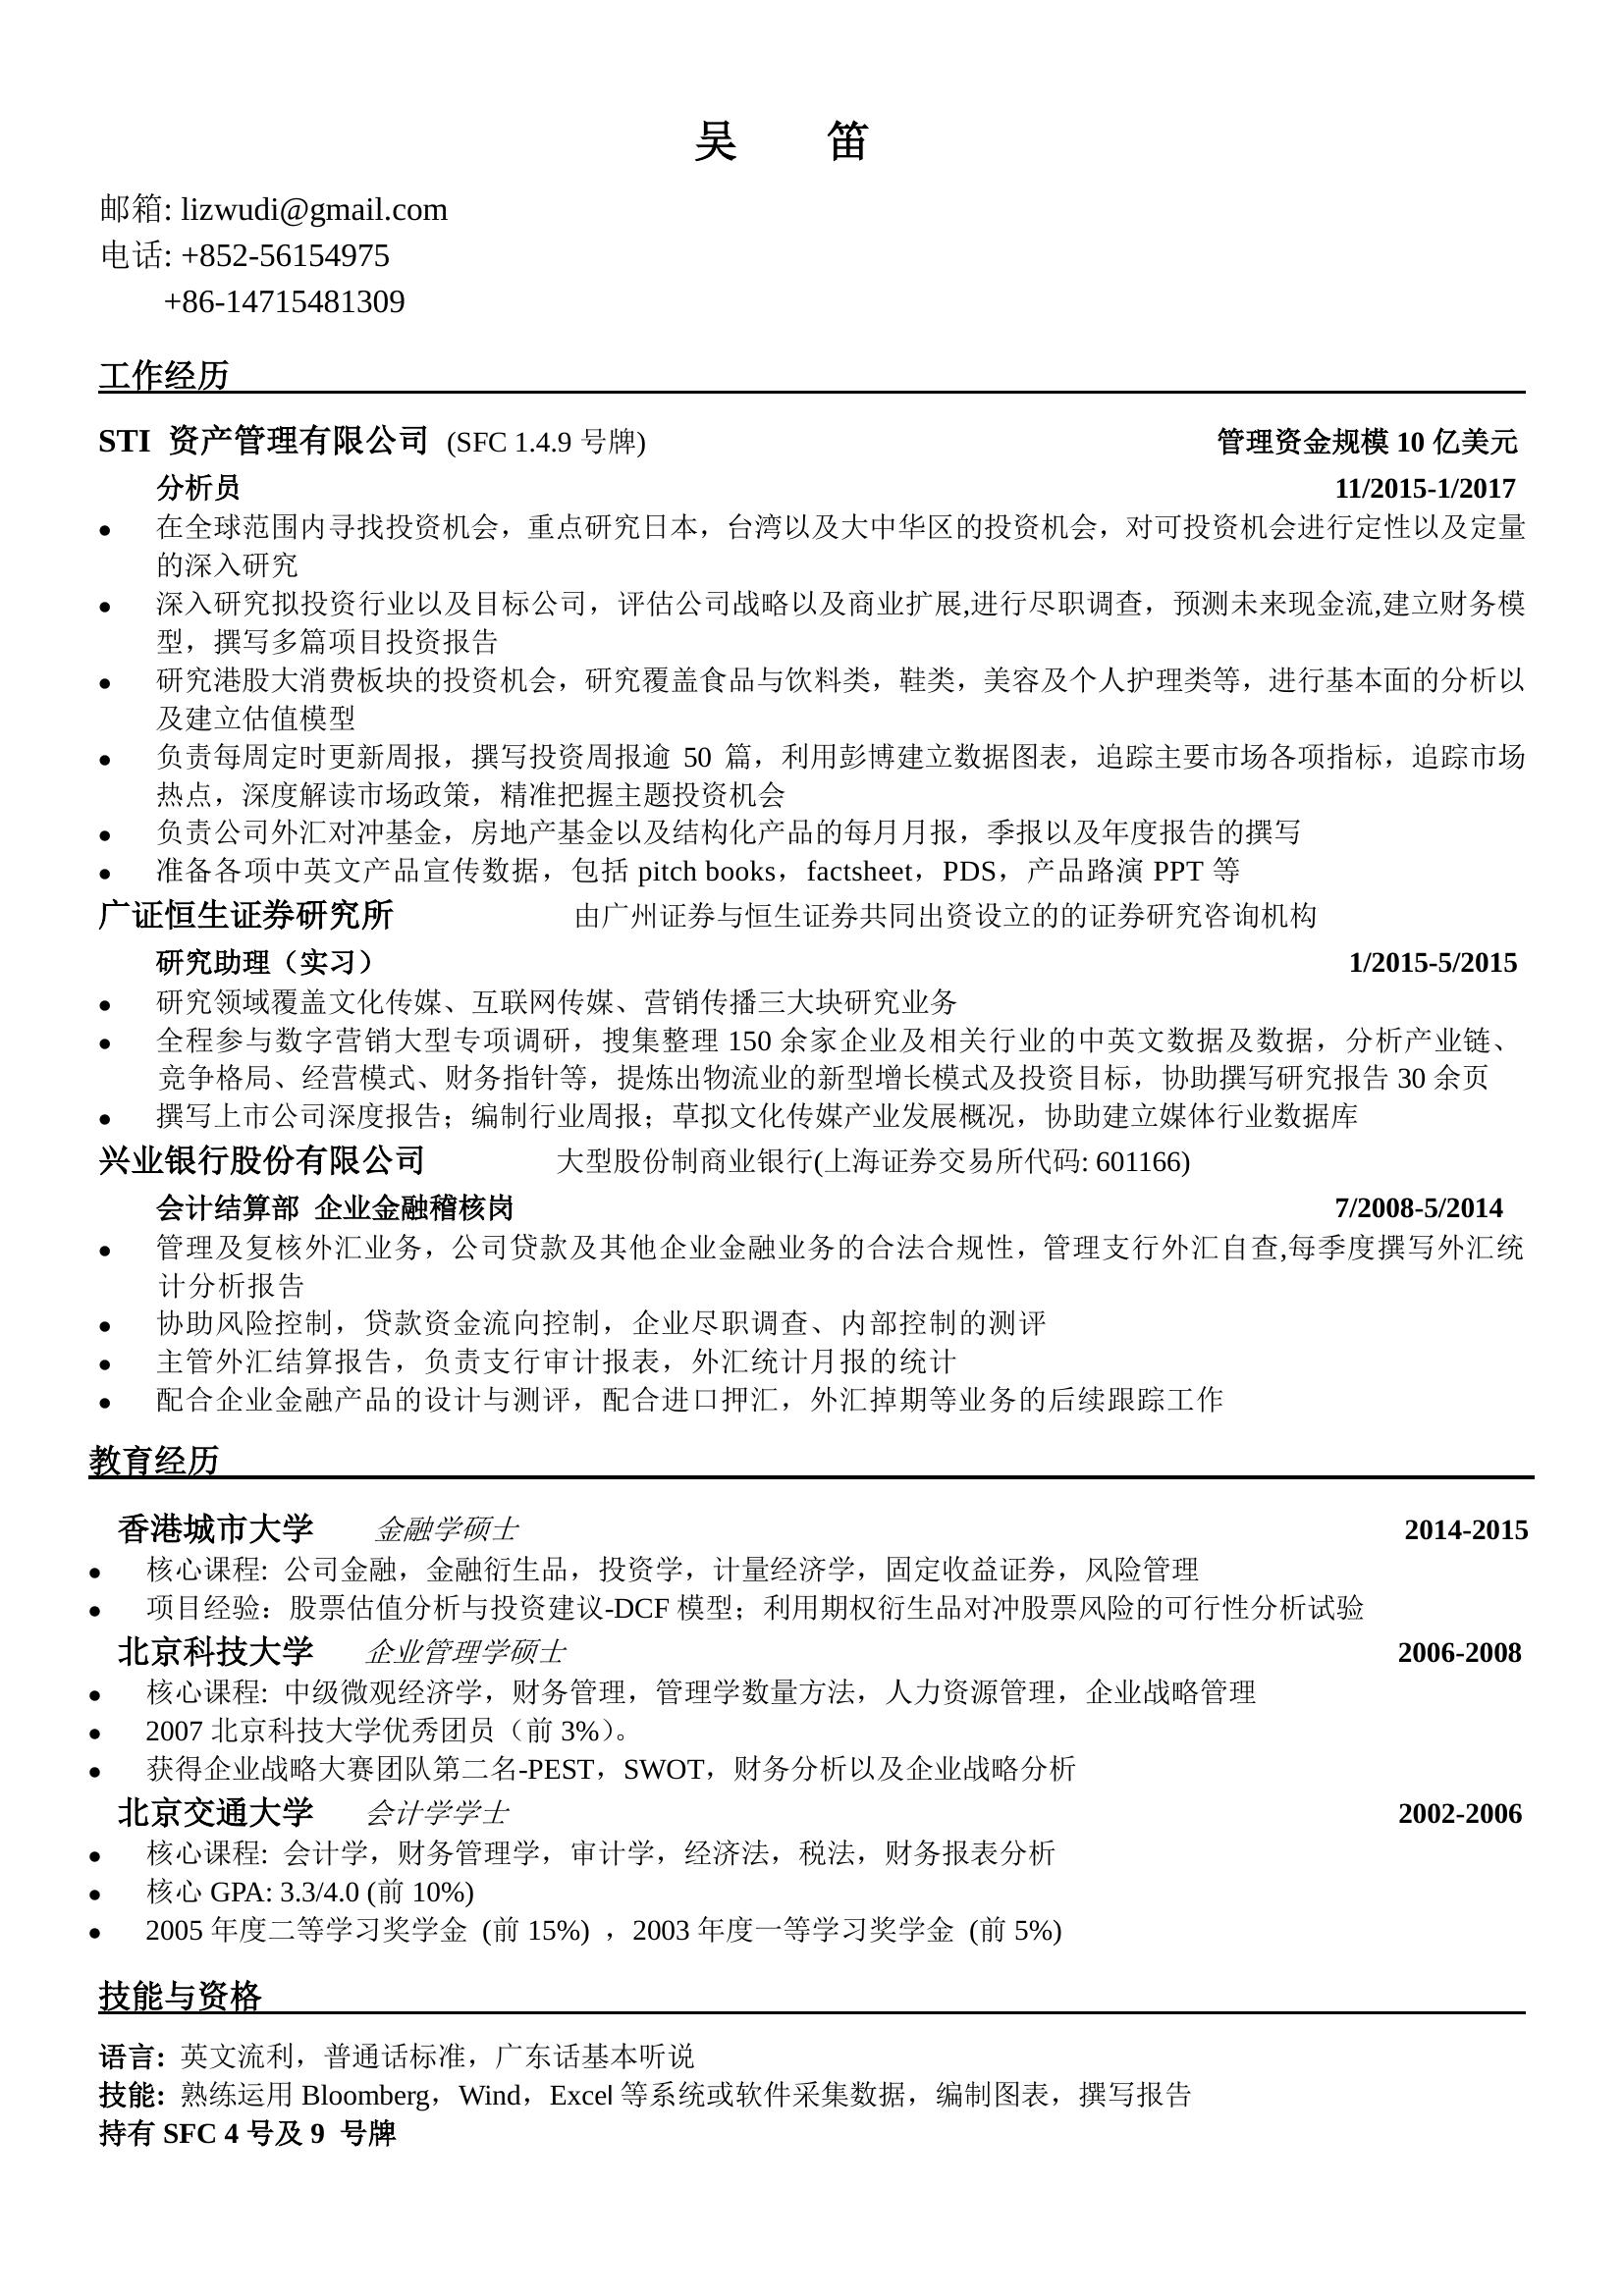 吴 笛
邮箱: lizwudi@gmail.com
电话: +852-56154975
+86-14715481309
工作经历
STI 资产管理有限公司 (SFC 1.4.9 号牌) 管理资金规模 10 亿美元
分析员 11/2015-1/2017
● 在全球范围内寻找投资机会，重点研究日本，台湾以及大中华区的投资机会，对可投资机会进行定性以及定量
的深入研究
● 深入研究拟投资行业以及目标公司，评估公司战略以及商业扩展,进行尽职调查，预测未来现金流,建立财务模
型，撰写多篇项目投资报告
● 研究港股大消费板块的投资机会，研究覆盖食品与饮料类，鞋类，美容及个人护理类等，进行基本面的分析以
及建立估值模型
● 负责每周定时更新周报，撰写投资周报逾 50 篇，利用彭博建立数据图表，追踪主要市场各项指标，追踪市场
热点，深度解读市场政策，精准把握主题投资机会
● 负责公司外汇对冲基金，房地产基金以及结构化产品的每月月报，季报以及年度报告的撰写
● 准备各项中英文产品宣传数据，包括 pitch books，factsheet，PDS，产品路演 PPT 等
广证恒生证券研究所 由广州证券与恒生证券共同出资设立的的证券研究咨询机构
研究助理（实习） 1/2015-5/2015
● 研究领域覆盖文化传媒、互联网传媒、营销传播三大块研究业务
● 全程参与数字营销大型专项调研，搜集整理 150 余家企业及相关行业的中英文数据及数据，分析产业链、
竞争格局、经营模式、财务指针等，提炼出物流业的新型增长模式及投资目标，协助撰写研究报告 30 余页
● 撰写上市公司深度报告；编制行业周报；草拟文化传媒产业发展概况，协助建立媒体行业数据库
兴业银行股份有限公司 大型股份制商业银行(上海证券交易所代码: 601166)
会计结算部 企业金融稽核岗 7/2008-5/2014
● 管理及复核外汇业务，公司贷款及其他企业金融业务的合法合规性，管理支行外汇自查,每季度撰写外汇统
计分析报告
● 协助风险控制，贷款资金流向控制，企业尽职调查、内部控制的测评
● 主管外汇结算报告，负责支行审计报表，外汇统计月报的统计
● 配合企业金融产品的设计与测评，配合进口押汇，外汇掉期等业务的后续跟踪工作
教育经历
香港城市大学 金融学硕士 2014-2015
● 核心课程: 公司金融，金融衍生品，投资学，计量经济学，固定收益证券，风险管理
● 项目经验：股票估值分析与投资建议-DCF 模型；利用期权衍生品对冲股票风险的可行性分析试验
北京科技大学 企业管理学硕士 2006-2008
● 核心课程: 中级微观经济学，财务管理，管理学数量方法，人力资源管理，企业战略管理
● 2007 北京科技大学优秀团员（前 3%）。
● 获得企业战略大赛团队第二名-PEST，SWOT，财务分析以及企业战略分析
北京交通大学 会计学学士 2002-2006
● 核心课程: 会计学，财务管理学，审计学，经济法，税法，财务报表分析
● 核心 GPA: 3.3/4.0 (前 10%)
● 2005 年度二等学习奖学金 (前 15%) ，2003 年度一等学习奖学金 (前 5%)
技能与资格
语言: 英文流利，普通话标准，广东话基本听说
技能: 熟练运用 Bloomberg，Wind，Excel 等系统或软件采集数据，编制图表，撰写报告
持有 SFC 4 号及 9 号牌